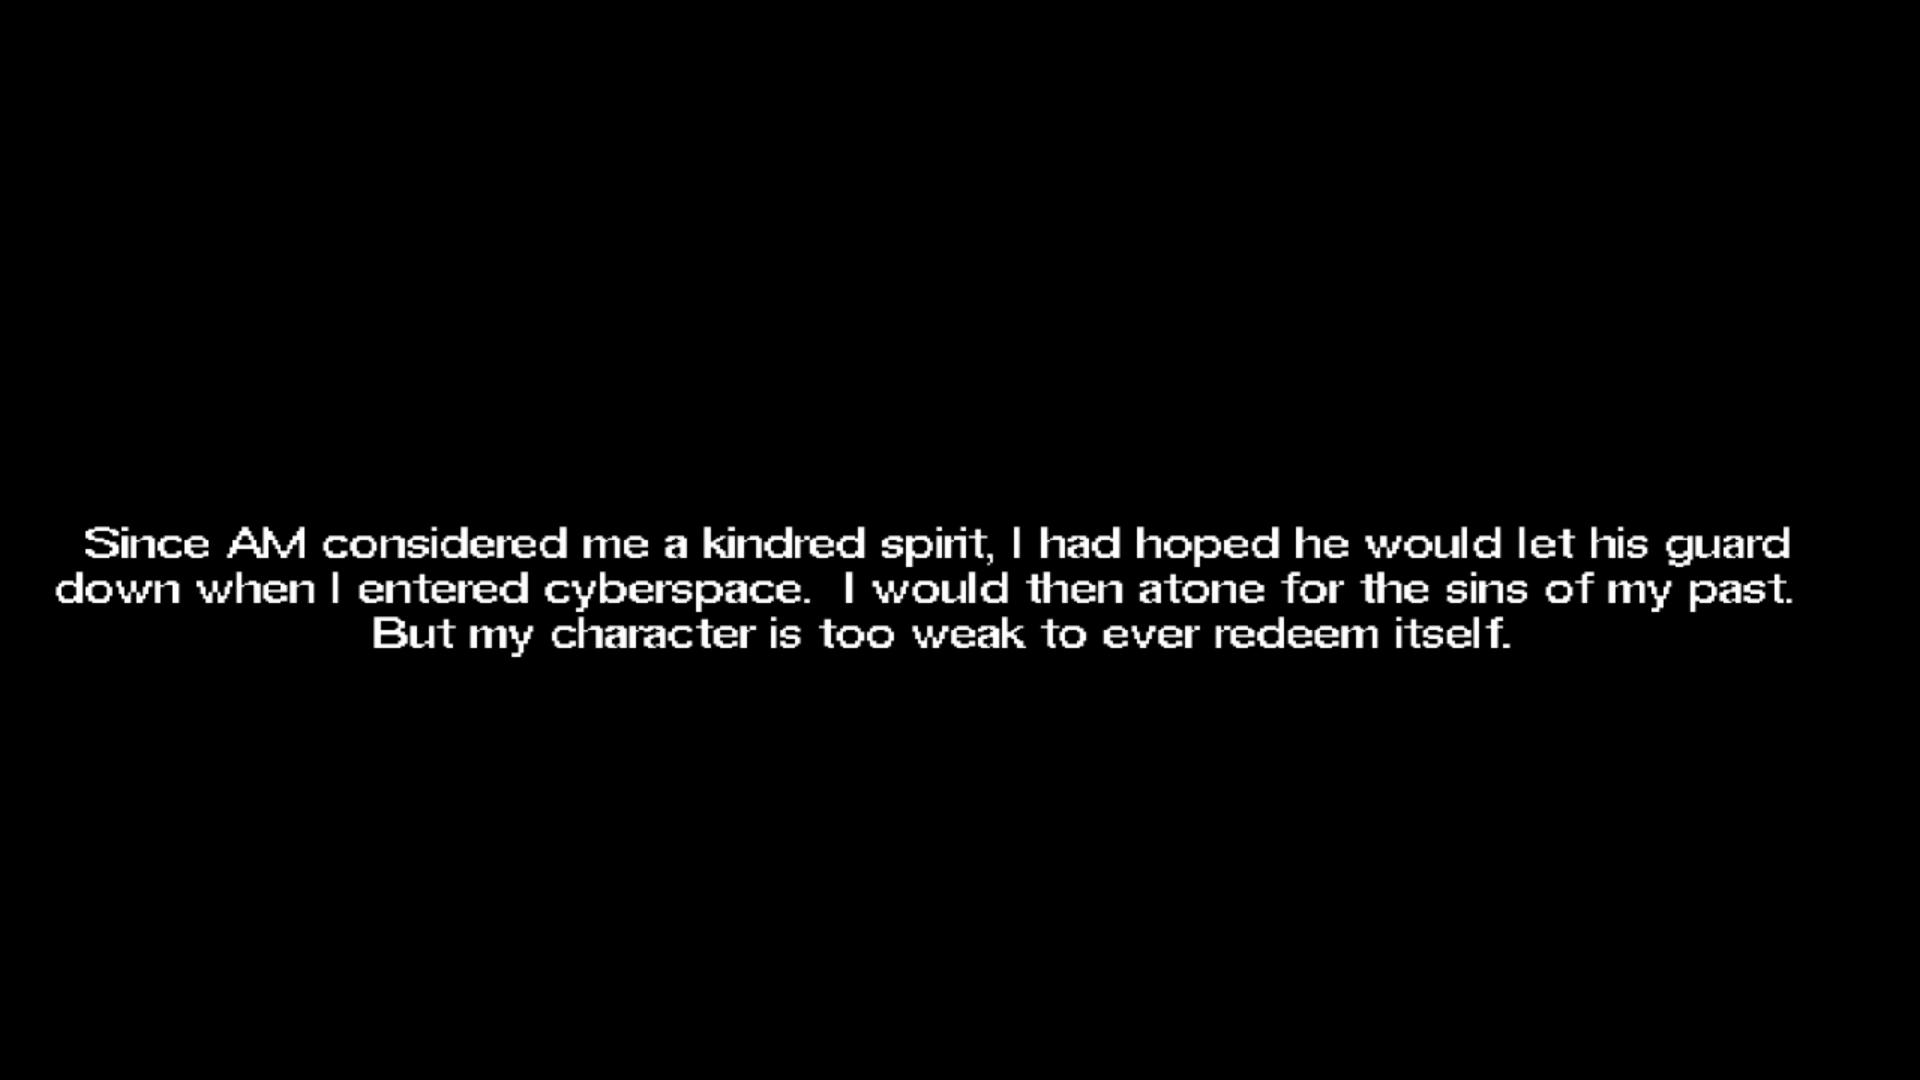 Since AM considered me a kindred spirit, I had hoped he would let his guard
down when I entered cyberspace.  I would then atone for the sins of my past.
But my character is too weak to ever redeem itself.